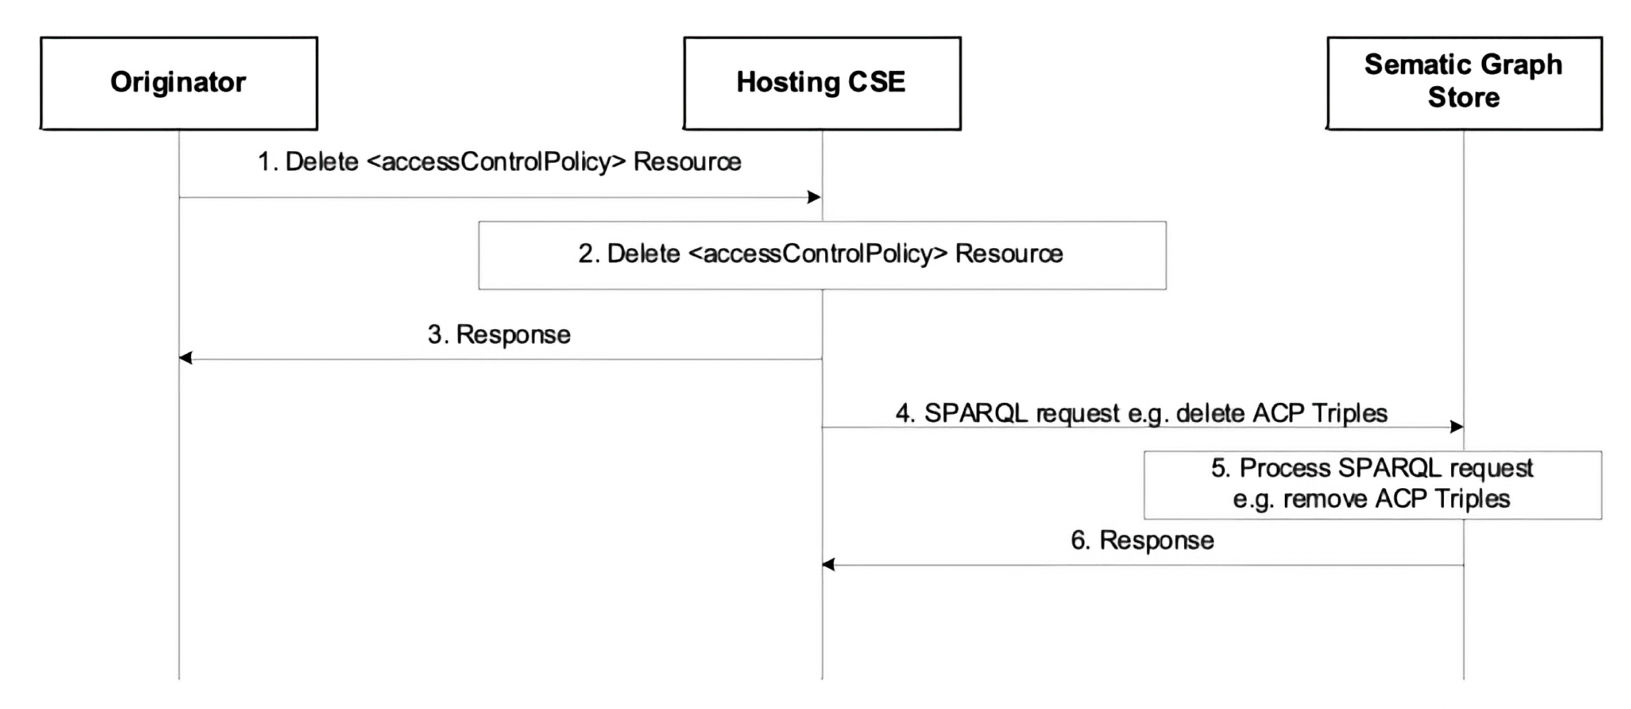 Originator
Hosting CSE
Sematic Graph
Store
1. Delete <accessControlPolicy> Resource
2. Delete <accessControlPolicy> Resource
3. Response
4. SPARQL request e.g. delete ACP Triples
5. Process SPARQL request
e.g. remove ACP Triples
6. Response